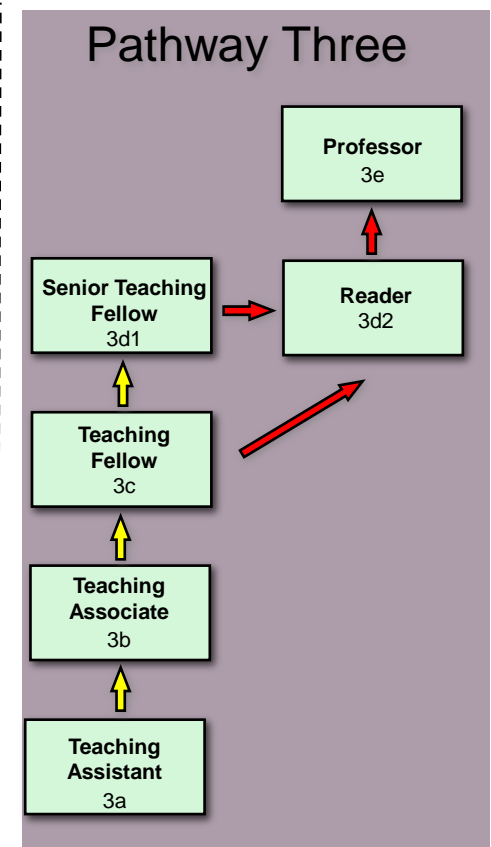 Pathway Three
Professor
3e
Senior Teaching
Fellow
3d1
Reader
3d2
Teaching
Fellow
3c
Teaching
Associate
3b
Teaching
Assistant
3a